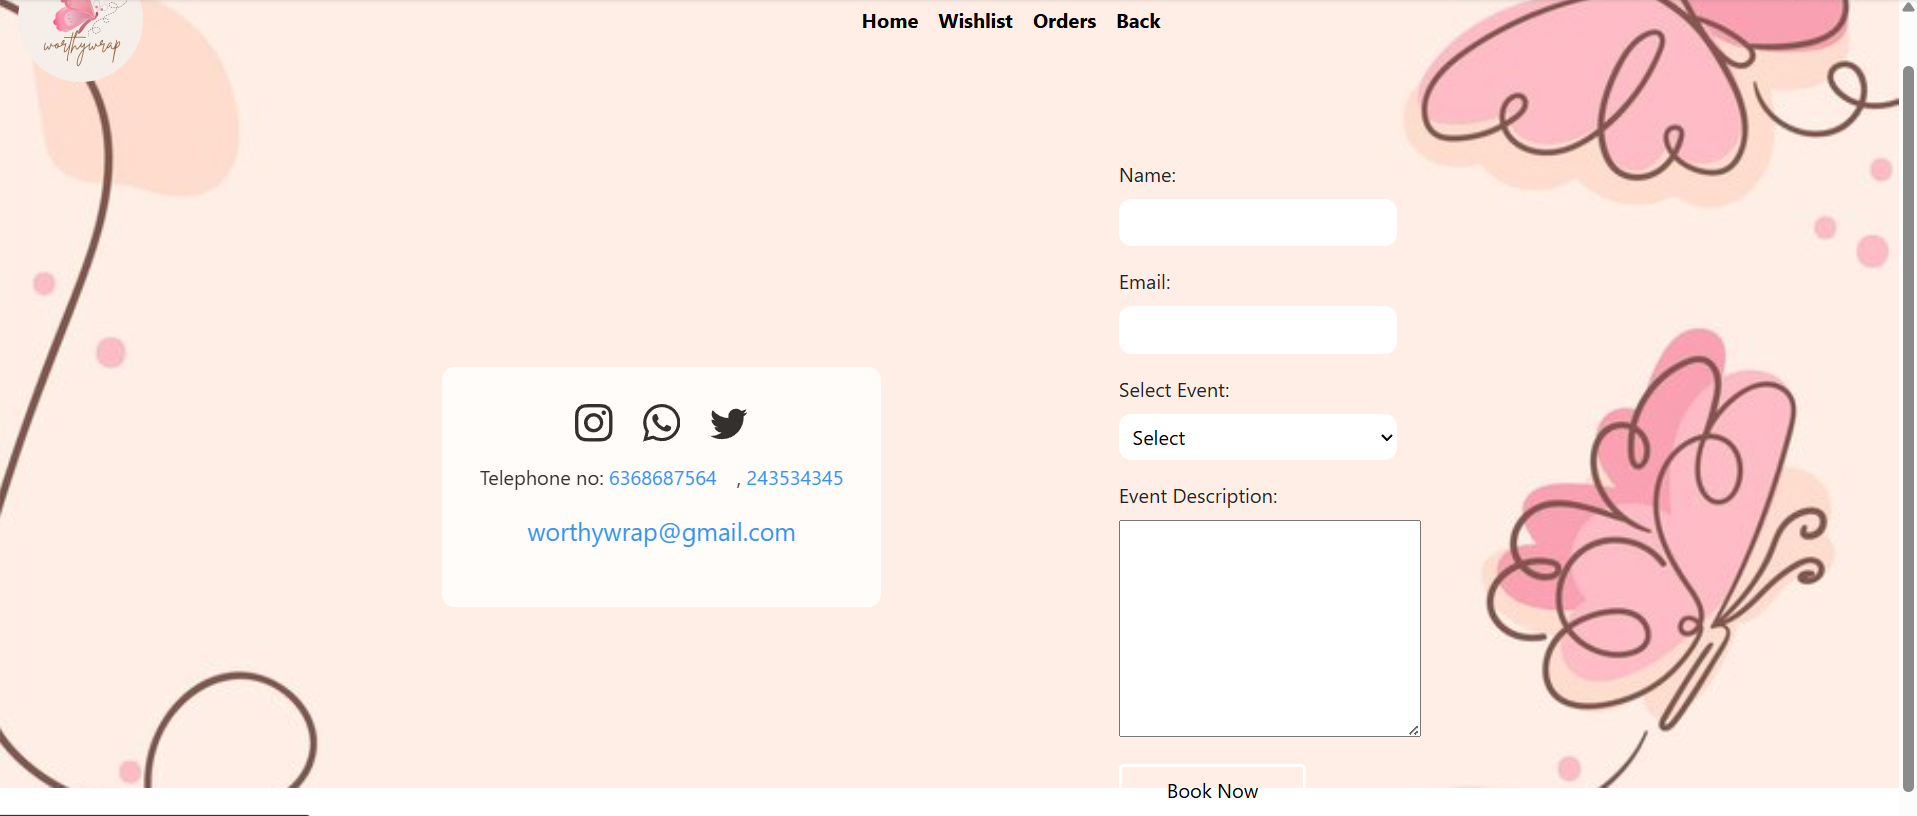 worthywrap
Home Wishlist Orders Back
Name:
Email:
Select Event:
Select
Event Description:
Telephone no: 6368687564 , 243534345
worthywrap@gmail.com
Book Now